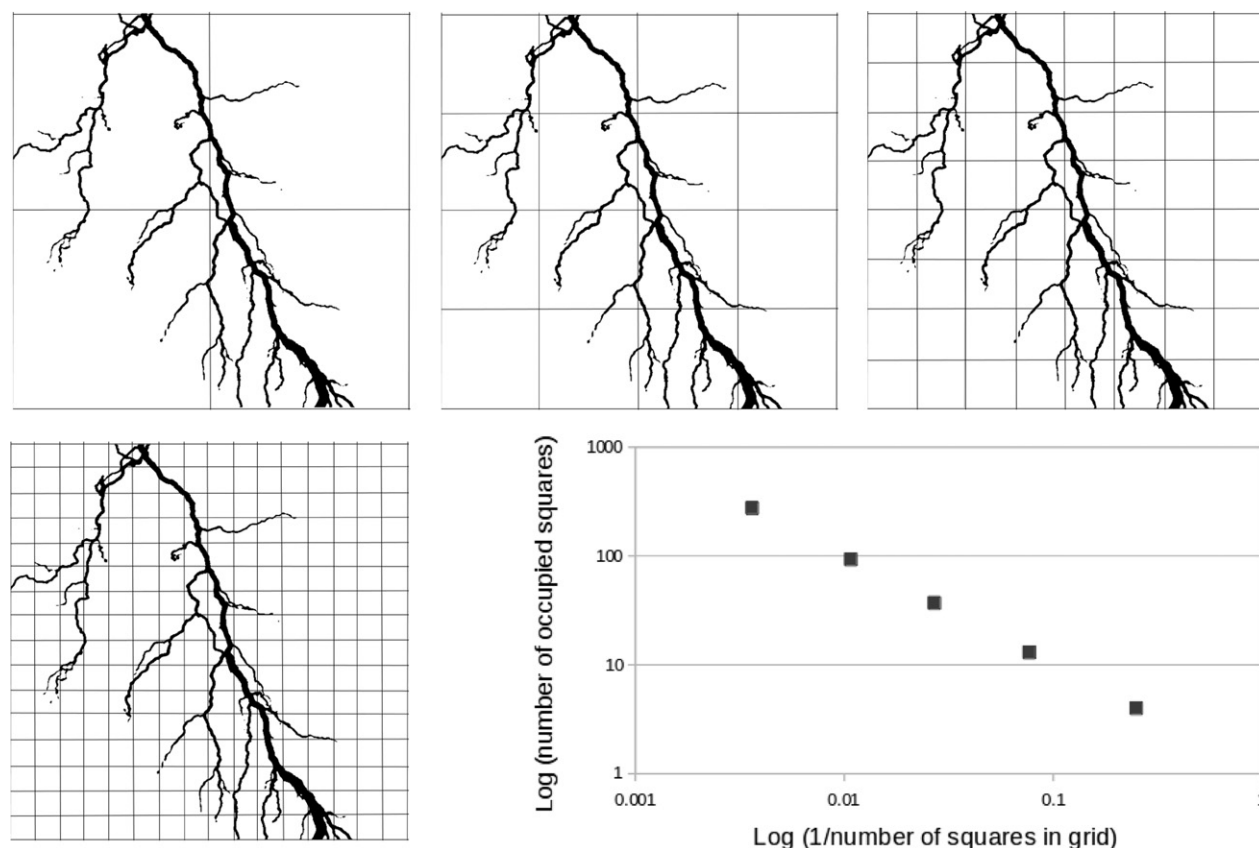 Log (number of occupied squares)
1000
100
10
1
0.001 0.01 0.1 1
Log (1/number of squares in grid)